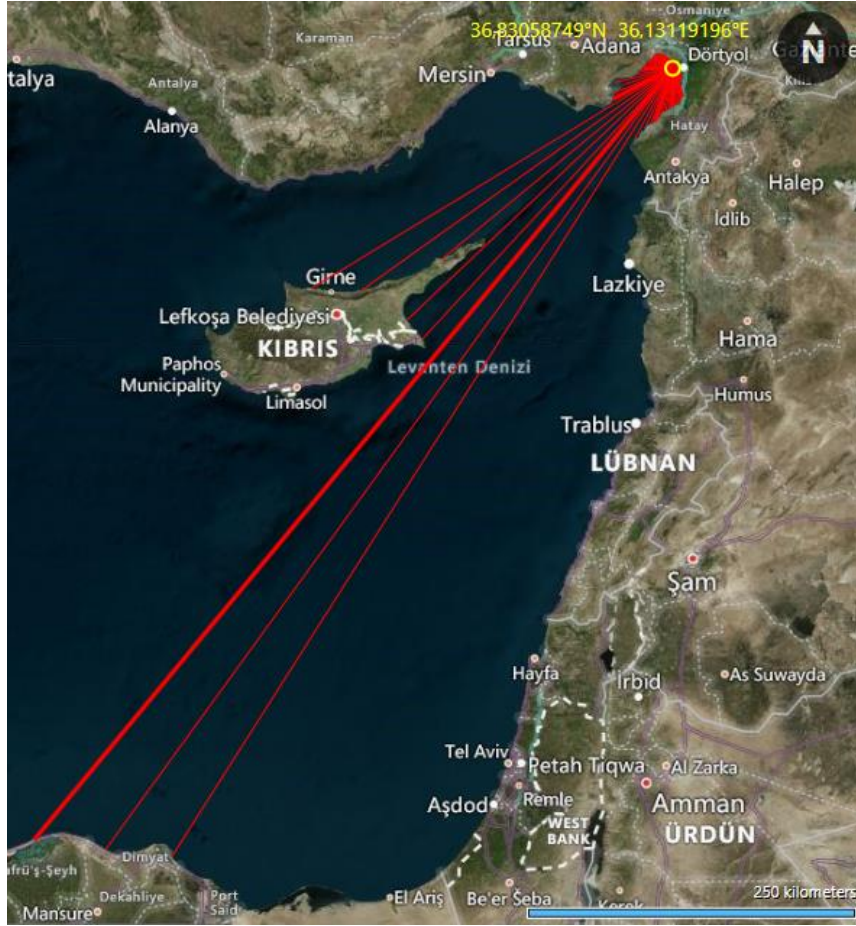 Osmaniye
36,83058749°N 36,13119196°E
Karaman
Tarsus
Adana
N
Dörtyol
talya
Mersin
Antalya
Alanya
Hatay
Antakya
Halep
İdlib
Girne
Lazkiye
Lefkoşa Belediyesi
KIBRIS
Hama
Paphos
Municipality
Levanten Denizi
Limasol
Humus
Trablus
LÜBNAN
Şam
Hayfa
İrbid
As Suwayda
Tel Aviv
Petah Tiqwa
Al Zarka
Aşdod
Remle
Amman
WEST
BANK
ÜRDÜN
Dimyat
ufrü'ş-Şeyh
Dekahliye
Port
Said
El Ariş
Be'er Şeba
Kerek
250 kilometers
Mansure